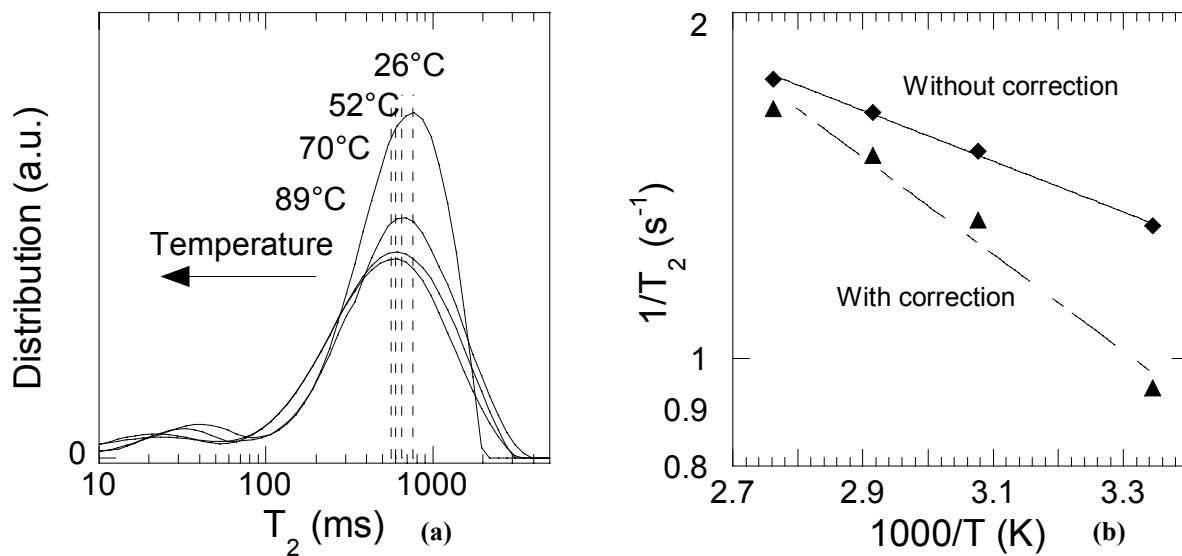 26°C
52°C
70°C
89°C
Temperature
Distribution (a.u.)
0
10 100 1000
T2 (ms) (a)
2
Without correction
1/T2 (s-1)
With correction
1
0.9
0.8
2.7 2.9 3.1 3.3
1000/T (K) (b)